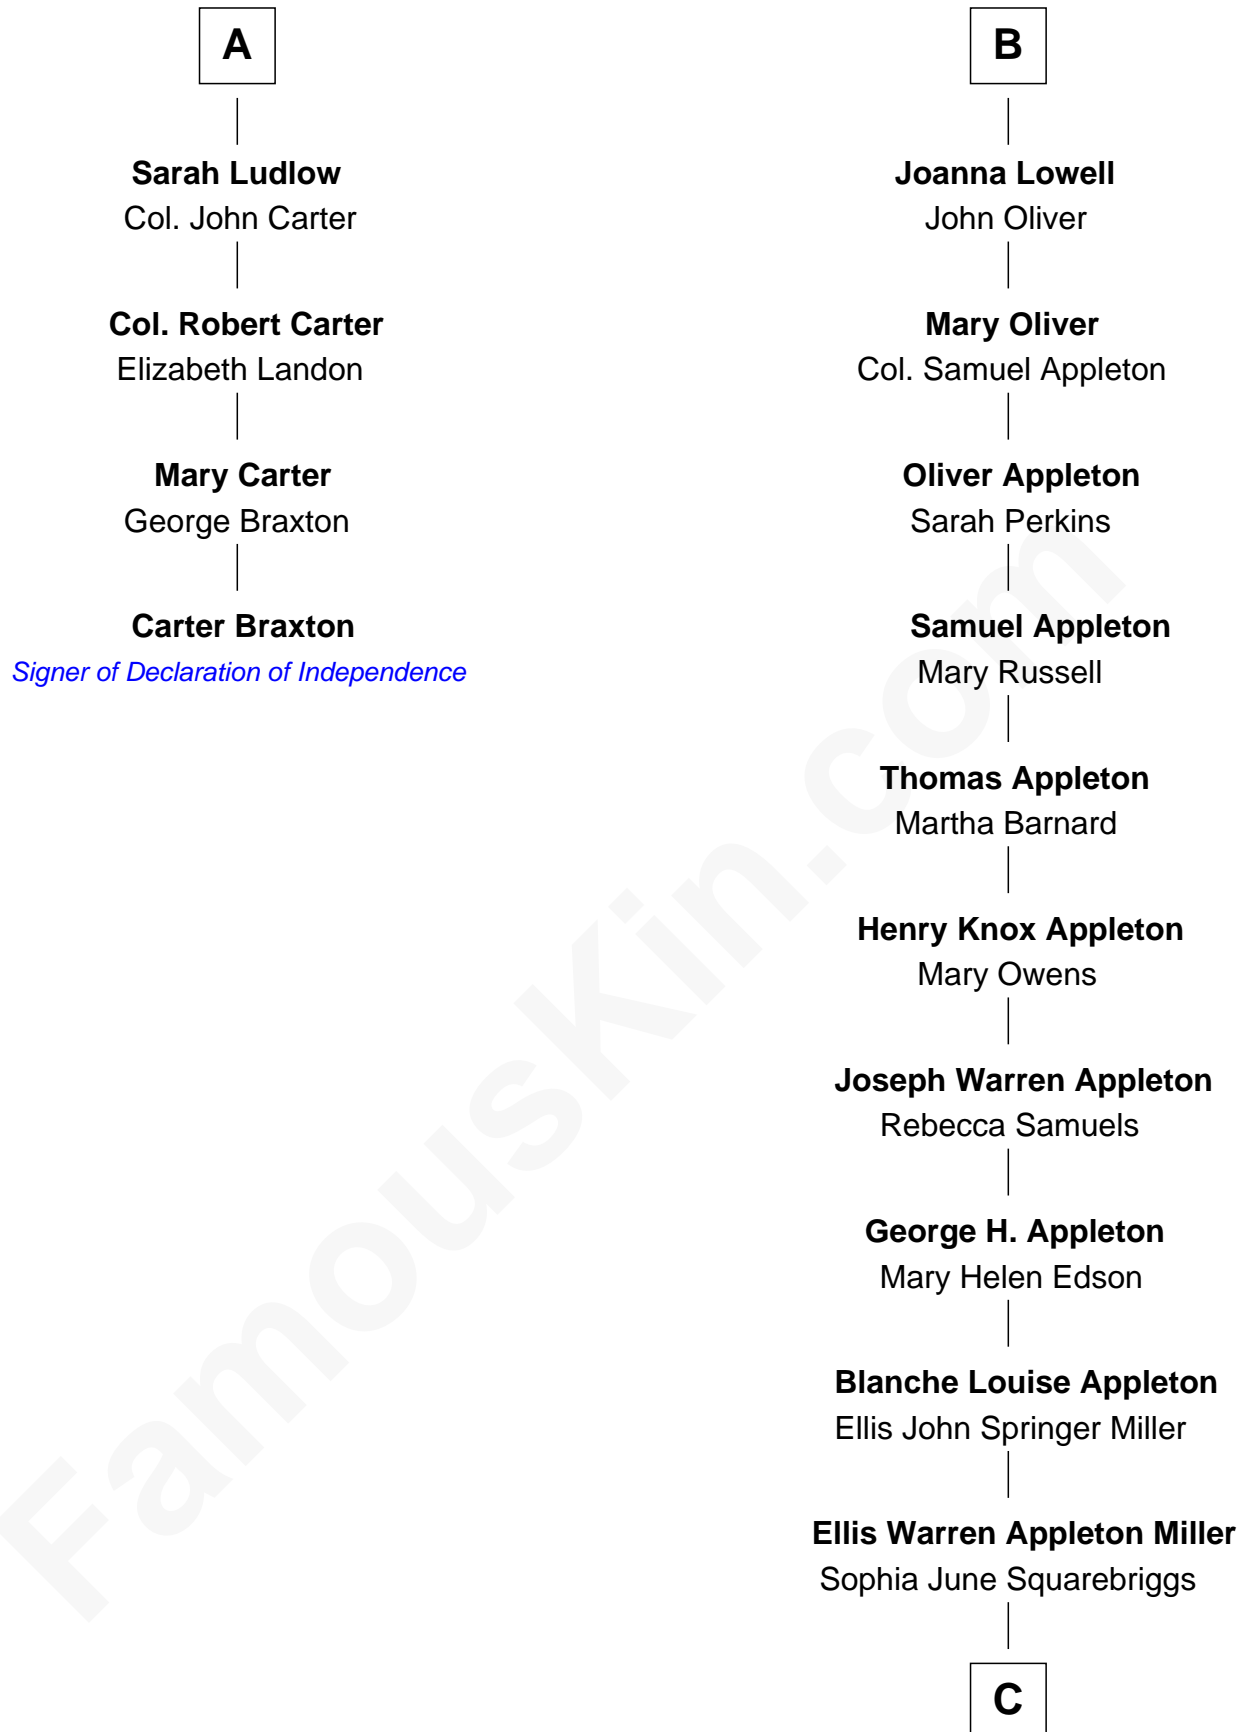 A
Sarah Ludlow
Col. John Carter
Col. Robert Carter
Elizabeth Landon
Mary Carter
George Braxton
Carter Braxton
Signer of Declaration of Independence
B
Joanna Lowell
John Oliver
Mary Oliver
Col. Samuel Appleton
Oliver Appleton
Sarah Perkins
Samuel Appleton
Mary Russell
Thomas Appleton
Martha Barnard
Henry Knox Appleton
Mary Owens
Joseph Warren Appleton
Rebecca Samuels
George H. Appleton
Mary Helen Edson
Blanche Louise Appleton
Ellis John Springer Miller
Ellis Warren Appleton Miller
Sophia June Squarebriggs
C
FamousKin.com